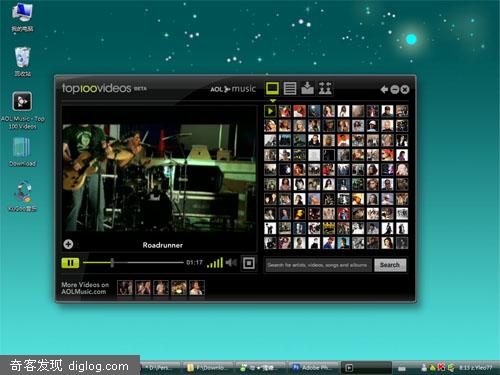 我的电脑
回收站
AOL Music - Top
100 Videos
Download
KuGoo音乐
top100videos BETA
AOL music
Roadrunner
01:17
More Videos on
AOLMusic.com
Search for artists, videos, songs and albums
Search
奇客发现 diglog.com
* D:\Pers...
F:\Downlo...
Adobe Ph...
8:13